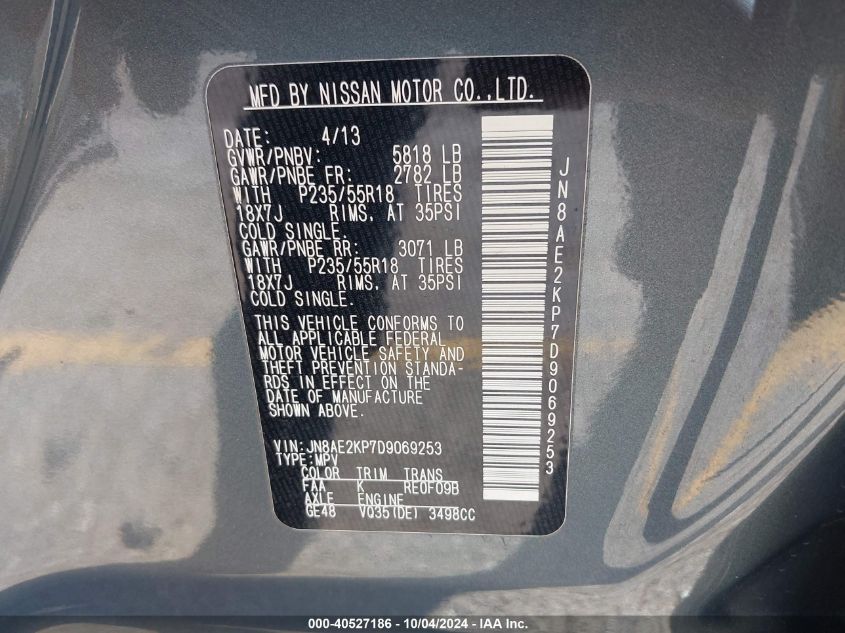 MFD BY NISSAN MOTOR CO.,LTD.
DATE: 4/13
GVWR/PNBV: 5818 LB
GAWR/PNBE FR: 2782 LB
WITH P235/55R18 TIRES
18X7J RIMS, AT 35PSI
COLD SINGLE.
GAWR/PNBE RR: 3071 LB
WITH P235/55R18 TIRES
18X7J RIMS, AT 35PSI
COLD SINGLE.
THIS VEHICLE CONFORMS TO
ALL APPLICABLE FEDERAL
MOTOR VEHICLE SAFETY AND
THEFT PREVENTION STANDA-
RDS IN EFFECT ON THE
DATE OF MANUFACTURE
SHOWN ABOVE.
VIN:JN8AE2KP7D9069253
TYPE:MPV
COLOR TRIM TRANS
FAA K RE0F09B
AXLE ENGINE
GE48 VQ35(DE) 3498CC
JN8AE2KP7D9069253
000-40527186 - 10/04/2024 - IAA Inc.